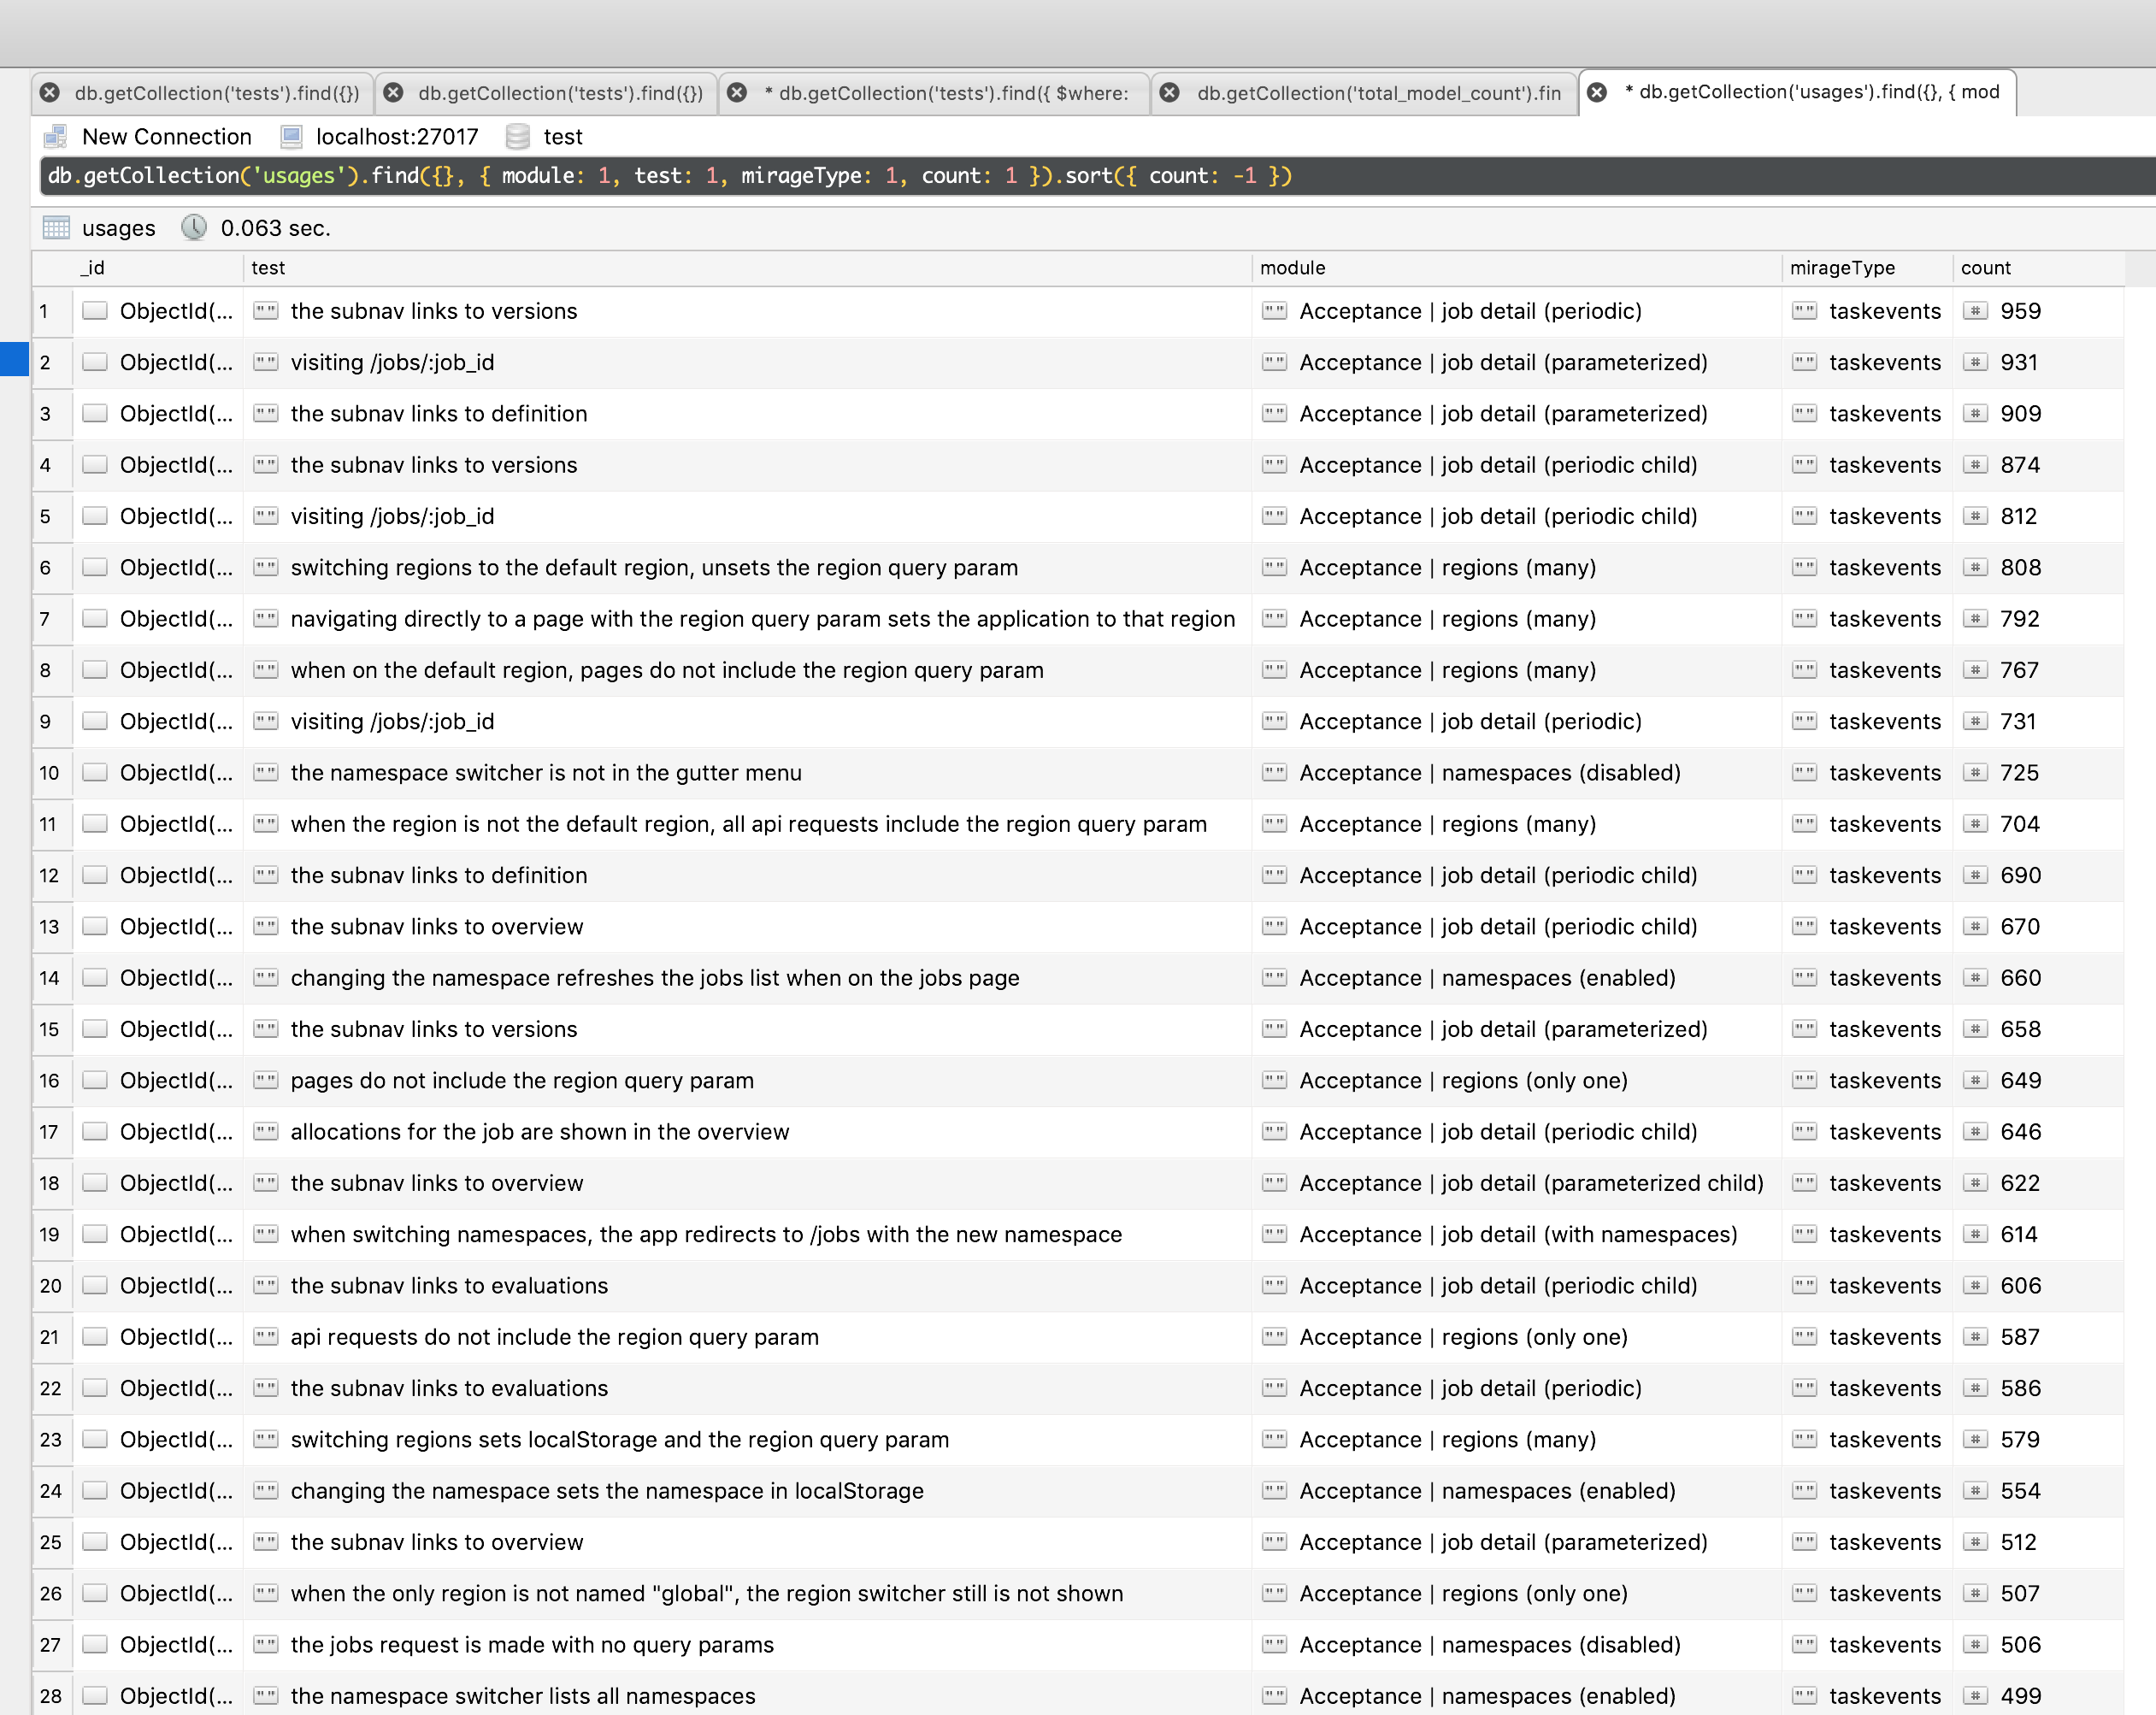 db.getCollection('tests').find({}) db.getCollection('tests').find({}) * db.getCollection('tests').find({ $where: db.getCollection('total_model_count').fin * db.getCollection('usages').find({}, { mod
New Connection localhost:27017 test
db.getCollection('usages').find({}, { module: 1, test: 1, mirageType: 1, count: 1 }).sort({ count: -1 })
usages 0.063 sec.
_id test module mirageType count
1 ObjectId(... "" the subnav links to versions "" Acceptance | job detail (periodic) "" taskevents # 959
2 ObjectId(... "" visiting /jobs/:job_id "" Acceptance | job detail (parameterized) "" taskevents # 931
3 ObjectId(... "" the subnav links to definition "" Acceptance | job detail (parameterized) "" taskevents # 909
4 ObjectId(... "" the subnav links to versions "" Acceptance | job detail (periodic child) "" taskevents # 874
5 ObjectId(... "" visiting /jobs/:job_id "" Acceptance | job detail (periodic child) "" taskevents # 812
6 ObjectId(... "" switching regions to the default region, unsets the region query param "" Acceptance | regions (many) "" taskevents # 808
7 ObjectId(... "" navigating directly to a page with the region query param sets the application to that region "" Acceptance | regions (many) "" taskevents # 792
8 ObjectId(... "" when on the default region, pages do not include the region query param "" Acceptance | regions (many) "" taskevents # 767
9 ObjectId(... "" visiting /jobs/:job_id "" Acceptance | job detail (periodic) "" taskevents # 731
10 ObjectId(... "" the namespace switcher is not in the gutter menu "" Acceptance | namespaces (disabled) "" taskevents # 725
11 ObjectId(... "" when the region is not the default region, all api requests include the region query param "" Acceptance | regions (many) "" taskevents # 704
12 ObjectId(... "" the subnav links to definition "" Acceptance | job detail (periodic child) "" taskevents # 690
13 ObjectId(... "" the subnav links to overview "" Acceptance | job detail (periodic child) "" taskevents # 670
14 ObjectId(... "" changing the namespace refreshes the jobs list when on the jobs page "" Acceptance | namespaces (enabled) "" taskevents # 660
15 ObjectId(... "" the subnav links to versions "" Acceptance | job detail (parameterized) "" taskevents # 658
16 ObjectId(... "" pages do not include the region query param "" Acceptance | regions (only one) "" taskevents # 649
17 ObjectId(... "" allocations for the job are shown in the overview "" Acceptance | job detail (periodic child) "" taskevents # 646
18 ObjectId(... "" the subnav links to overview "" Acceptance | job detail (parameterized child) "" taskevents # 622
19 ObjectId(... "" when switching namespaces, the app redirects to /jobs with the new namespace "" Acceptance | job detail (with namespaces) "" taskevents # 614
20 ObjectId(... "" the subnav links to evaluations "" Acceptance | job detail (periodic child) "" taskevents # 606
21 ObjectId(... "" api requests do not include the region query param "" Acceptance | regions (only one) "" taskevents # 587
22 ObjectId(... "" the subnav links to evaluations "" Acceptance | job detail (periodic) "" taskevents # 586
23 ObjectId(... "" switching regions sets localStorage and the region query param "" Acceptance | regions (many) "" taskevents # 579
24 ObjectId(... "" changing the namespace sets the namespace in localStorage "" Acceptance | namespaces (enabled) "" taskevents # 554
25 ObjectId(... "" the subnav links to overview "" Acceptance | job detail (parameterized) "" taskevents # 512
26 ObjectId(... "" when the only region is not named "global", the region switcher still is not shown "" Acceptance | regions (only one) "" taskevents # 507
27 ObjectId(... "" the jobs request is made with no query params "" Acceptance | namespaces (disabled) "" taskevents # 506
28 ObjectId(... "" the namespace switcher lists all namespaces "" Acceptance | namespaces (enabled) "" taskevents # 499